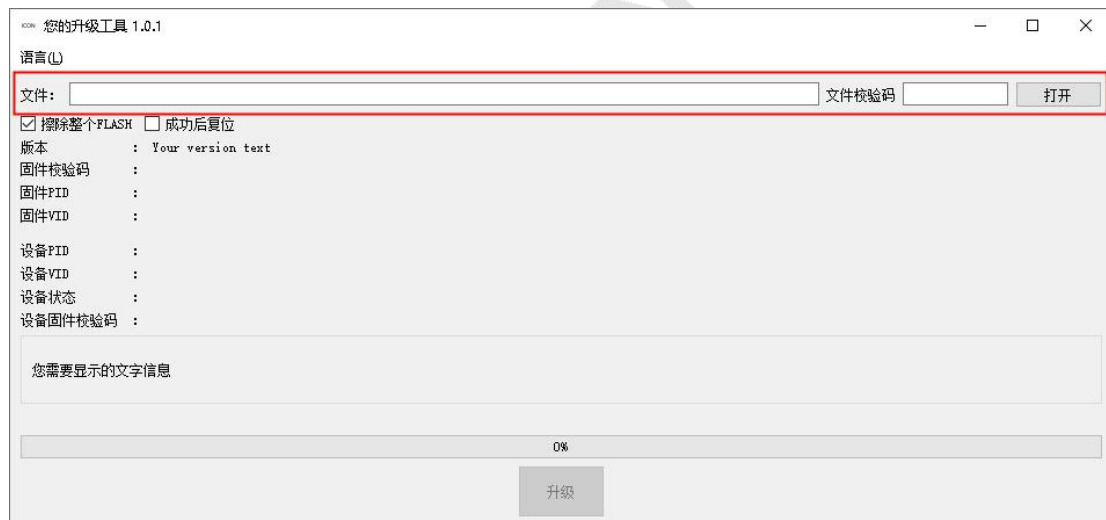 ICON 您的升级工具 1.0.1
语言(L)
文件: 文件校验码 打开
擦除整个FLASH 成功后复位
版本 : Your version text
固件校验码 :
固件PID :
固件VID :
设备PID :
设备VID :
设备状态 :
设备固件校验码 :
您需要显示的文字信息
0%
升级